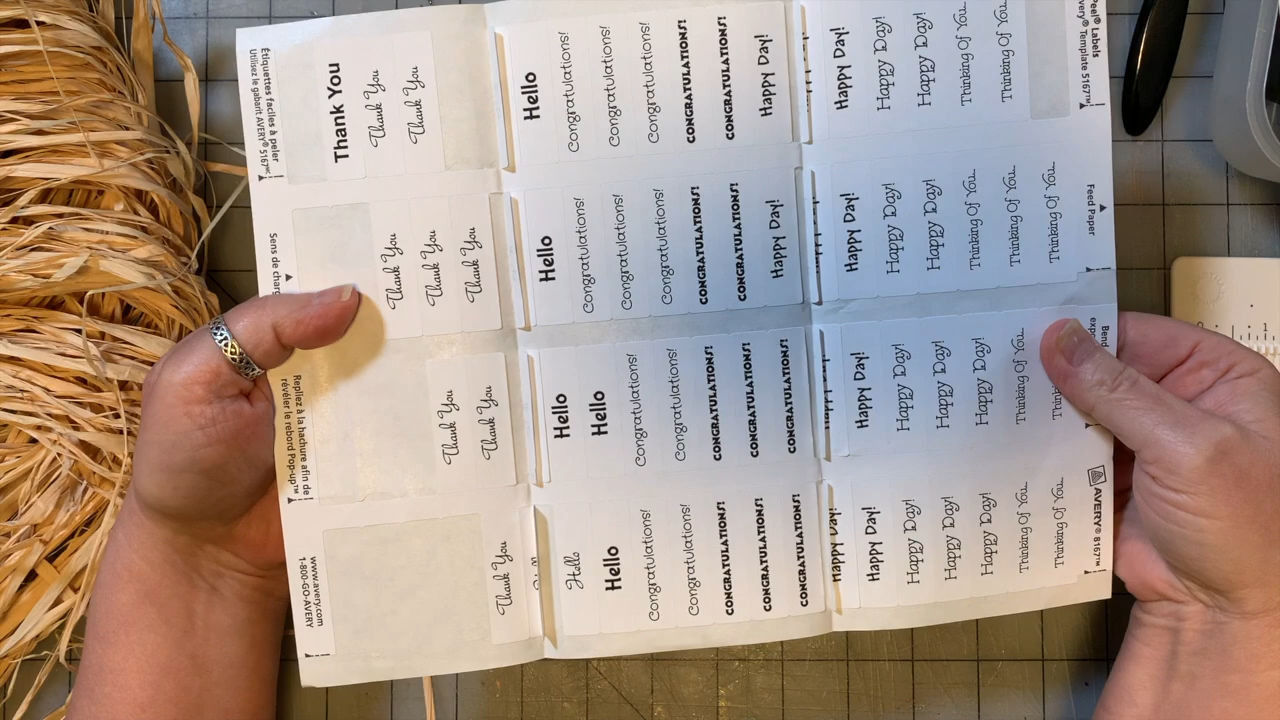 Étiquettes faciles à peler
Utilisez le gabarit AVERY® 5167MC
Thank You
Thank You
Thank You
Hello
Congratulations!
Congratulations!
Congratulations!
CONGRATULATIONS!
CONGRATULATIONS!
Happy Day!
Happy Day!
Happy Day!
Happy Day!
Thinking Of You...
Thinking Of You...
Peel® Labels
Avery® Template 5167™
Sens de
Thank You
Thank You
Thank You
Hello
Congratulations!
Congratulations!
Congratulations!
CONGRATULATIONS!
CONGRATULATIONS!
Happy Day!
Happy Day!
Happy Day!
Happy Day!
Thinking Of You...
Thinking Of You...
Thinking Of You...
Feed Paper
Repliez à la hachure afin de
révéler le rebord Pop-up™
Thank You
Thank You
Hello
Hello
Congratulations!
Congratulations!
CONGRATULATIONS!
CONGRATULATIONS!
CONGRATULATIONS!
Happy Day!
Happy Day!
Happy Day!
Happy Day!
Thinking Of You...
Bend
www.avery.com
1-800-GO-AVERY
Thank You
Hello
Hello
Congratulations!
Congratulations!
CONGRATULATIONS!
CONGRATULATIONS!
CONGRATULATIONS!
Happy Day!
Happy Day!
Happy Day!
Happy Day!
Happy Day!
Thinking Of You...
Thinking Of You...
AVERY® 8167™